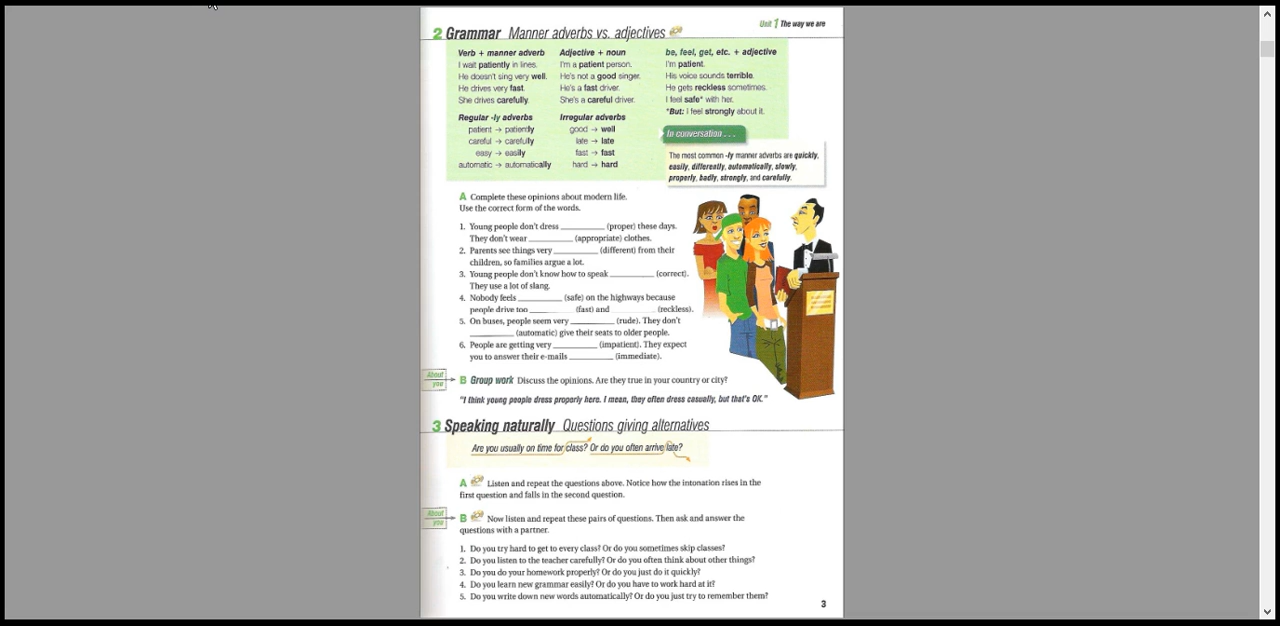 Unit 1 The way we are
2 Grammar Manner adverbs vs. adjectives
Verb + manner adverb
I wait patiently in lines.
He doesn't sing very well.
He drives very fast.
She drives carefully.
Adjective + noun
I'm a patient person.
He's not a good singer.
He's a fast driver.
She's a careful driver.
be, feel, get, etc. + adjective
I'm patient.
His voice sounds terrible.
He gets reckless sometimes.
I feel safe* with her.
*But: I feel strongly about it.
Regular -ly adverbs
patient → patiently
careful → carefully
easy → easily
automatic → automatically
Irregular adverbs
good → well
late → late
fast → fast
hard → hard
In conversation . . .
The most common -ly manner adverbs are quickly,
easily, differently, automatically, slowly,
properly, badly, strongly, and carefully.
A Complete these opinions about modern life.
Use the correct form of the words.
1. Young people don't dress __________ (proper) these days.
They don't wear __________ (appropriate) clothes.
2. Parents see things very __________ (different) from their
children, so families argue a lot.
3. Young people don't know how to speak __________ (correct).
They use a lot of slang.
4. Nobody feels __________ (safe) on the highways because
people drive too __________ (fast) and __________ (reckless).
5. On buses, people seem very __________ (rude). They don't
__________ (automatic) give their seats to older people.
6. People are getting very __________ (impatient). They expect
you to answer their e-mails __________ (immediate).
About
you
B Group work Discuss the opinions. Are they true in your country or city?
"I think young people dress properly here. I mean, they often dress casually, but that's OK."
3 Speaking naturally Questions giving alternatives
Are you usually on time for class? Or do you often arrive late?
A Listen and repeat the questions above. Notice how the intonation rises in the
first question and falls in the second question.
About
you
B Now listen and repeat these pairs of questions. Then ask and answer the
questions with a partner.
1. Do you try hard to get to every class? Or do you sometimes skip classes?
2. Do you listen to the teacher carefully? Or do you often think about other things?
3. Do you do your homework properly? Or do you just do it quickly?
4. Do you learn new grammar easily? Or do you have to work hard at it?
5. Do you write down new words automatically? Or do you just try to remember them?
3